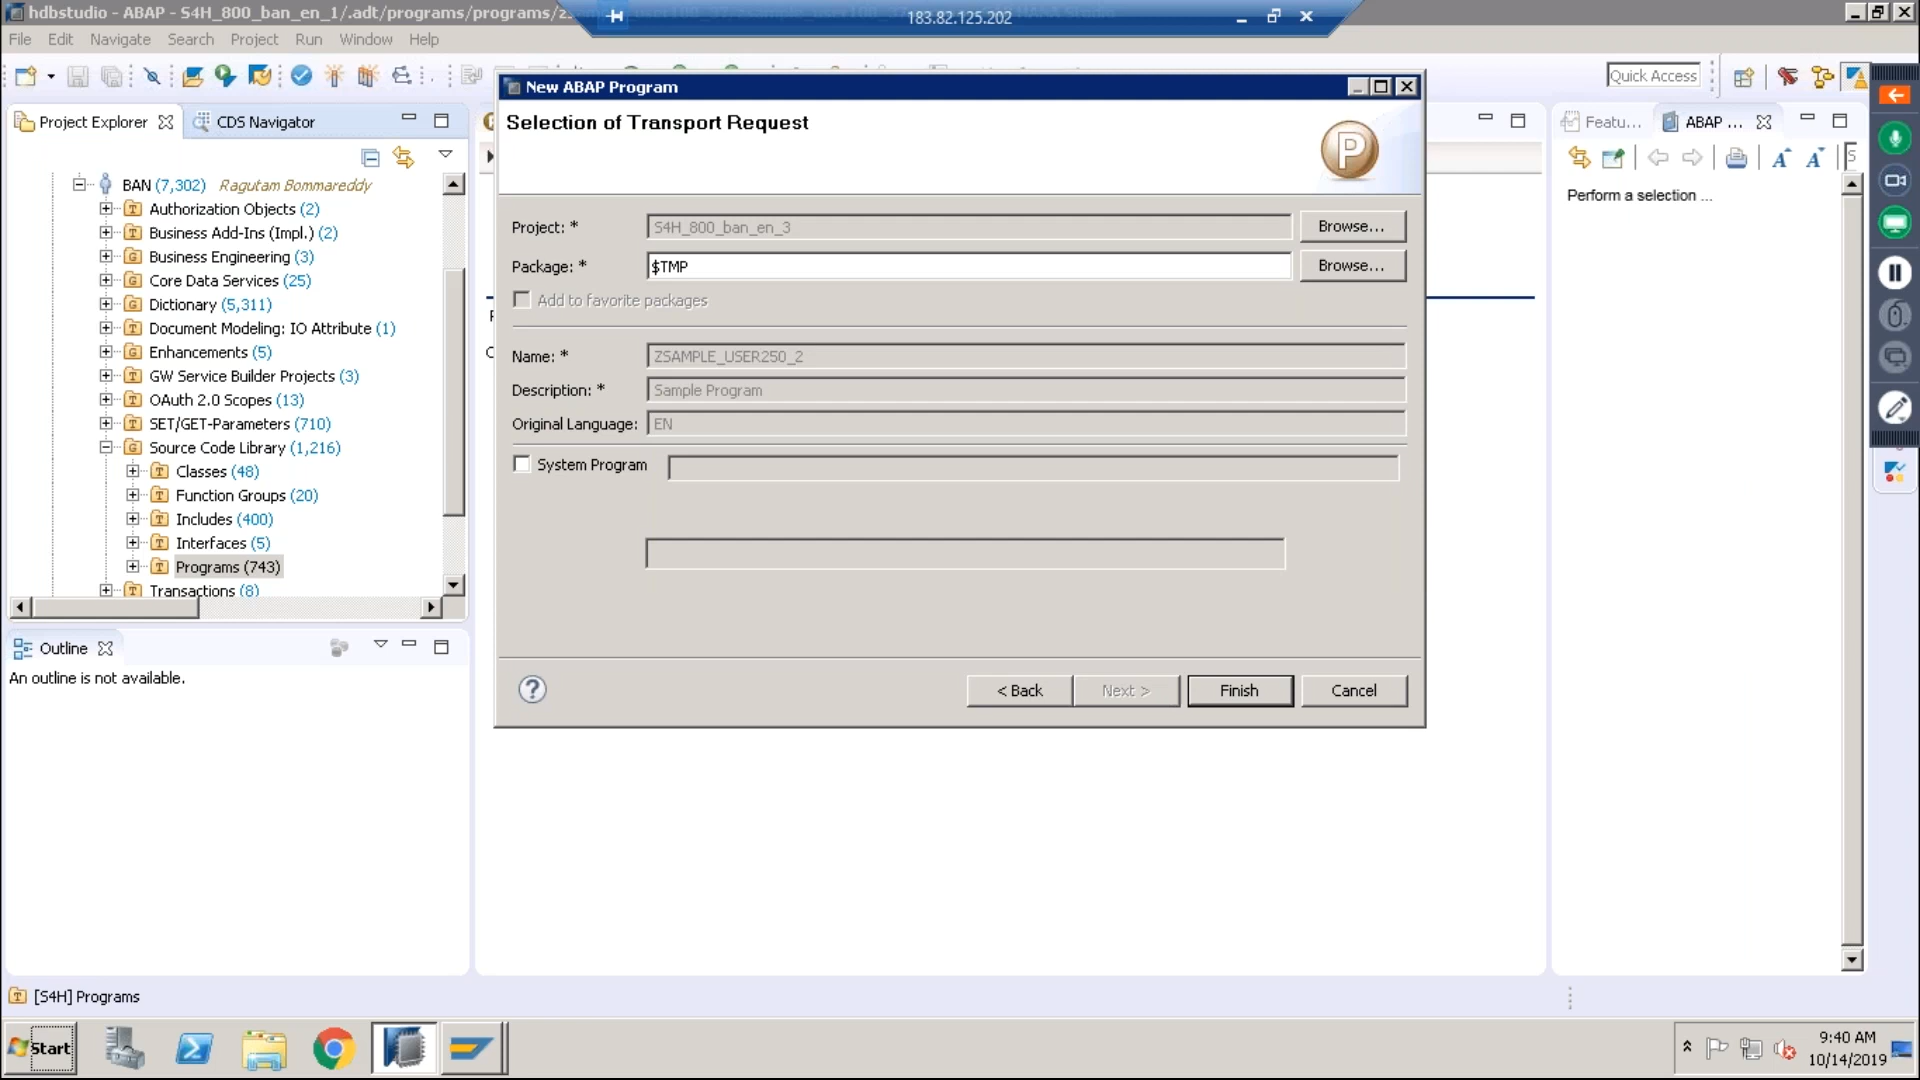 hdbstudio - ABAP - S4H_800_ban_en_1/.adt/programs/programs/
183.82.125.202
File Edit Navigate Search Project Run Window Help
Quick Access
Project Explorer
CDS Navigator
BAN (7,302) Ragutam Bommareddy
Authorization Objects (2)
Business Add-Ins (Impl.) (2)
Business Engineering (3)
Core Data Services (25)
Dictionary (5,311)
Document Modeling: IO Attribute (1)
Enhancements (5)
GW Service Builder Projects (3)
OAuth 2.0 Scopes (13)
SET/GET-Parameters (710)
Source Code Library (1,216)
Classes (48)
Function Groups (20)
Includes (400)
Interfaces (5)
Programs (743)
Transactions (8)
Outline
An outline is not available.
New ABAP Program
Selection of Transport Request
P
Project: * S4H_800_ban_en_3 Browse...
Package: * $TMP Browse...
Add to favorite packages
Name: * ZSAMPLE_USER250_2
Description: * Sample Program
Original Language: EN
System Program
? < Back Next > Finish Cancel
Featu... ABAP ...
Perform a selection ...
[S4H] Programs
Start
9:40 AM
10/14/2019